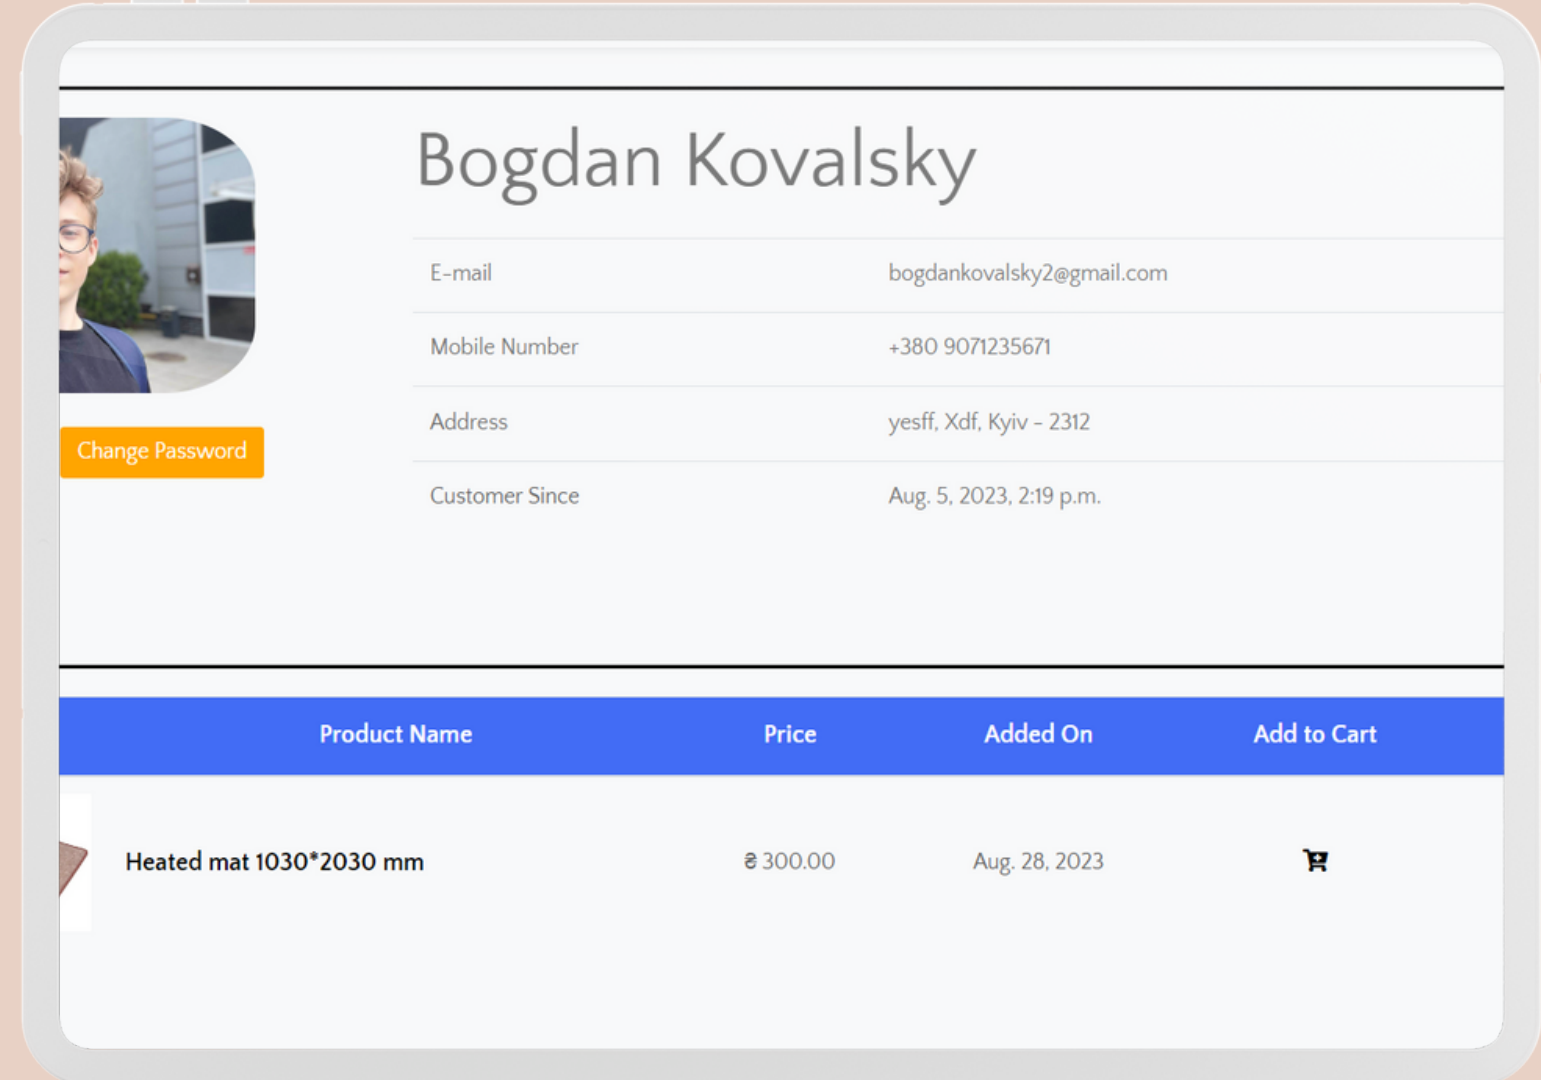 Bogdan Kovalsky
E-mail bogdankovalsky2@gmail.com
Mobile Number +380 9071235671
Address yesff, Xdf, Kyiv - 2312
Change Password
Customer Since Aug. 5, 2023, 2:19 p.m.
Product Name Price Added On Add to Cart
Heated mat 1030*2030 mm ₴ 300.00 Aug. 28, 2023